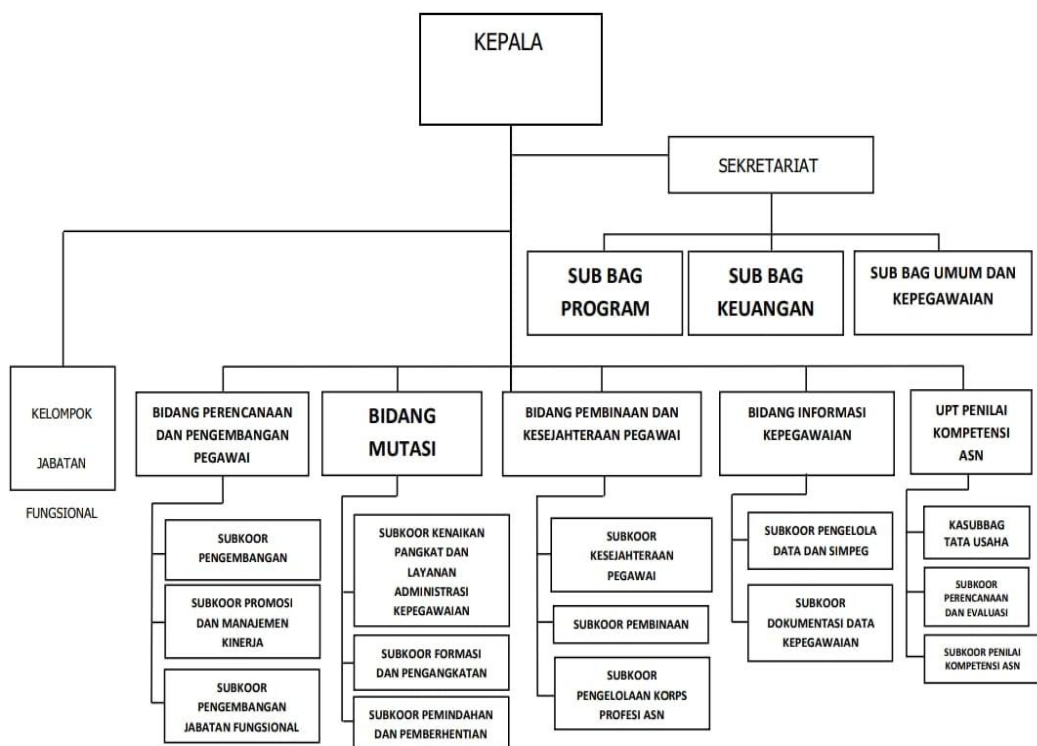 KEPALA
SEKRETARIAT
SUB BAG
PROGRAM
SUB BAG
KEUANGAN
SUB BAG UMUM DAN
KEPEGAWAIAN
KELOMPOK
JABATAN
FUNGSIONAL
BIDANG PERENCANAAN
DAN PENGEMBANGAN
PEGAWAI
BIDANG
MUTASI
BIDANG PEMBINAAN DAN
KESEJAHTERAAN PEGAWAI
BIDANG INFORMASI
KEPEGAWAIAN
UPT PENILAI
KOMPETENSI
ASN
SUBKOOR
PENGEMBANGAN
SUBKOOR PROMOSI
DAN MANAJEMEN
KINERJA
SUBKOOR
PENGEMBANGAN
JABATAN FUNGSIONAL
SUBKOOR KENAIKAN
PANGKAT DAN
LAYANAN
ADMINISTRASI
KEPEGAWAIAN
SUBKOOR FORMASI
DAN PENGANGKATAN
SUBKOOR PEMINDAHAN
DAN PEMBERHENTIAN
SUBKOOR
KESEJAHTERAAN
PEGAWAI
SUBKOOR PEMBINAAN
SUBKOOR
PENGELOLAAN KORPS
PROFESI ASN
SUBKOOR PENGELOLA
DATA DAN SIMPEG
SUBKOOR
DOKUMENTASI DATA
KEPEGAWAIAN
KASUBBAG
TATA USAHA
SUBKOOR
PERENCANAAN
DAN EVALUASI
SUBKOOR PENILAI
KOMPETENSI ASN